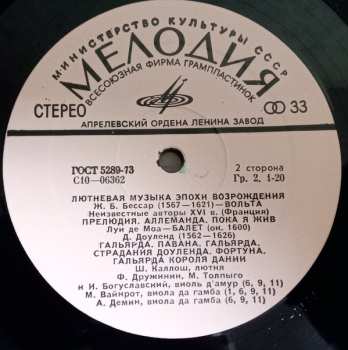 МИНИСТЕРСТВО КУЛЬТУРЫ СССР
МЕЛОДИЯ
ВСЕСОЮЗНАЯ ФИРМА ГРАМПЛАСТИНОК
СТЕРЕО
33
АПРЕЛЕВСКИЙ ОРДЕНА ЛЕНИНА ЗАВОД
ГОСТ 5289-73
С10—06362
2 сторона
Гр. 2. 1-20
ЛЮТНЕВАЯ МУЗЫКА ЭПОХИ ВОЗРОЖДЕНИЯ
Ж. Б. Бессар (1567—1621)—ВОЛЬТА
Неизвестные авторы XVI в. (Франция)
ПРЕЛЮДИЯ. АЛЛЕМАНДА. ПОКА Я ЖИВ
Луи де Моа—БАЛЕТ (ок. 1600)
Д. Доуленд (1562—1626)
ГАЛЬЯРДА. ПАВАНА. ГАЛЬЯРДА.
СТРАДАНИЯ ДОУЛЕНДА. ФОРТУНА.
ГАЛЬЯРДА КОРОЛЯ ДАНИИ
Ш. Каллош, лютня
Ф. Дружинин, М. Толпыго
и И. Богуславский, виоль д'амур (6, 9, 11)
М. Вайнрот, виола да гамба (1, 6, 9, 11)
А. Демин, виола да гамба (6, 9, 11)